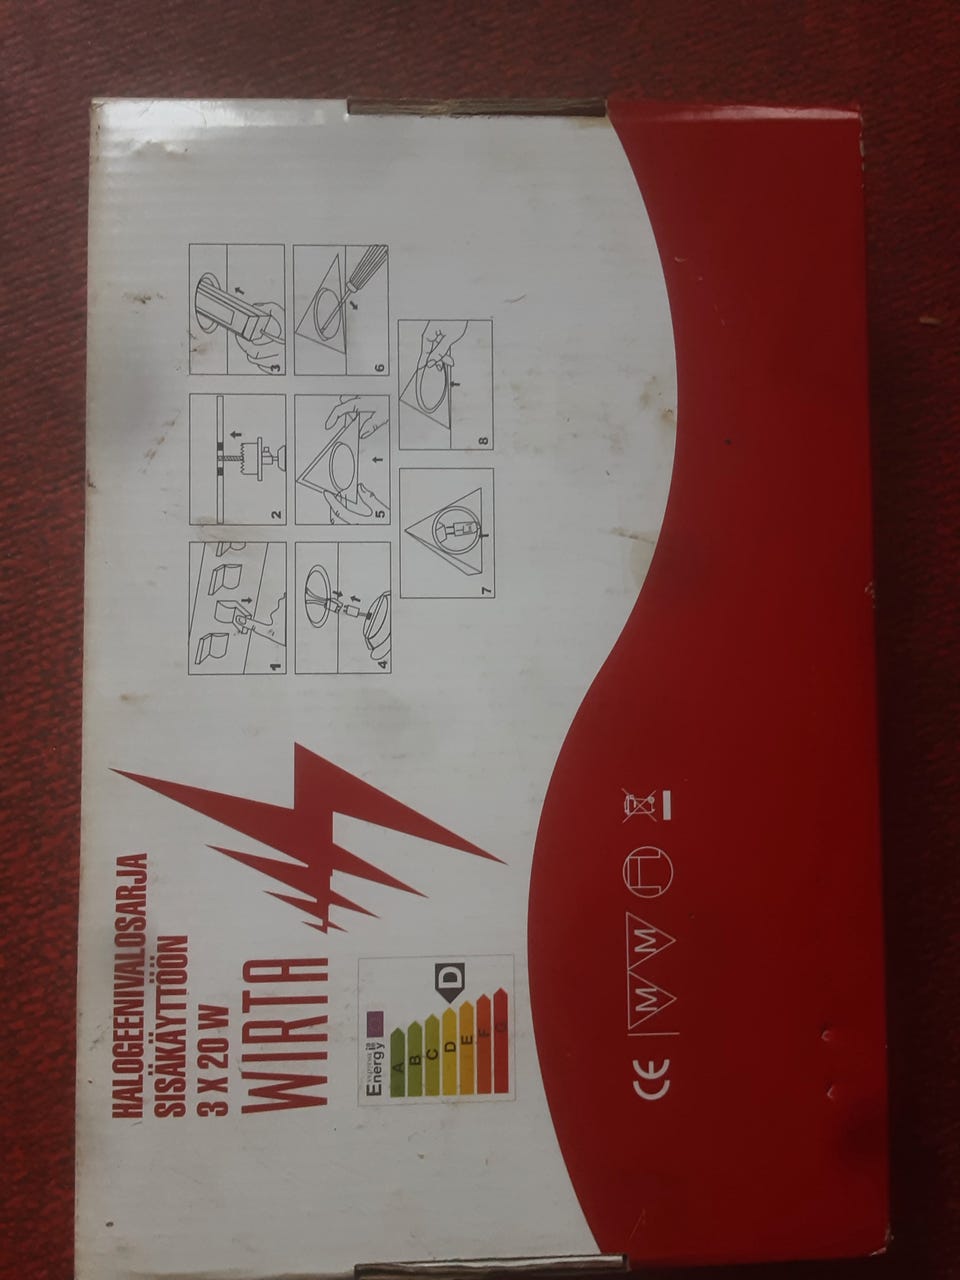 HALOGEENIVALOSARJA
SISÄKÄYTTÖÖN
3 X 20 W
WIRTA
Energy
A
B
C
D
E
F
G
D
1
2
3
4
5
6
7
8
CE
M M